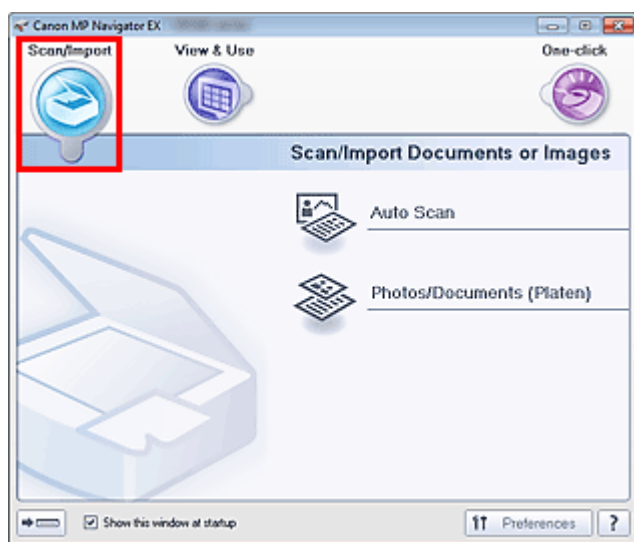 Canon MP Navigator EX
Scan/Import
View & Use
One-click
Scan/Import Documents or Images
Auto Scan
Photos/Documents (Platen)
Show this window at startup
Preferences
?